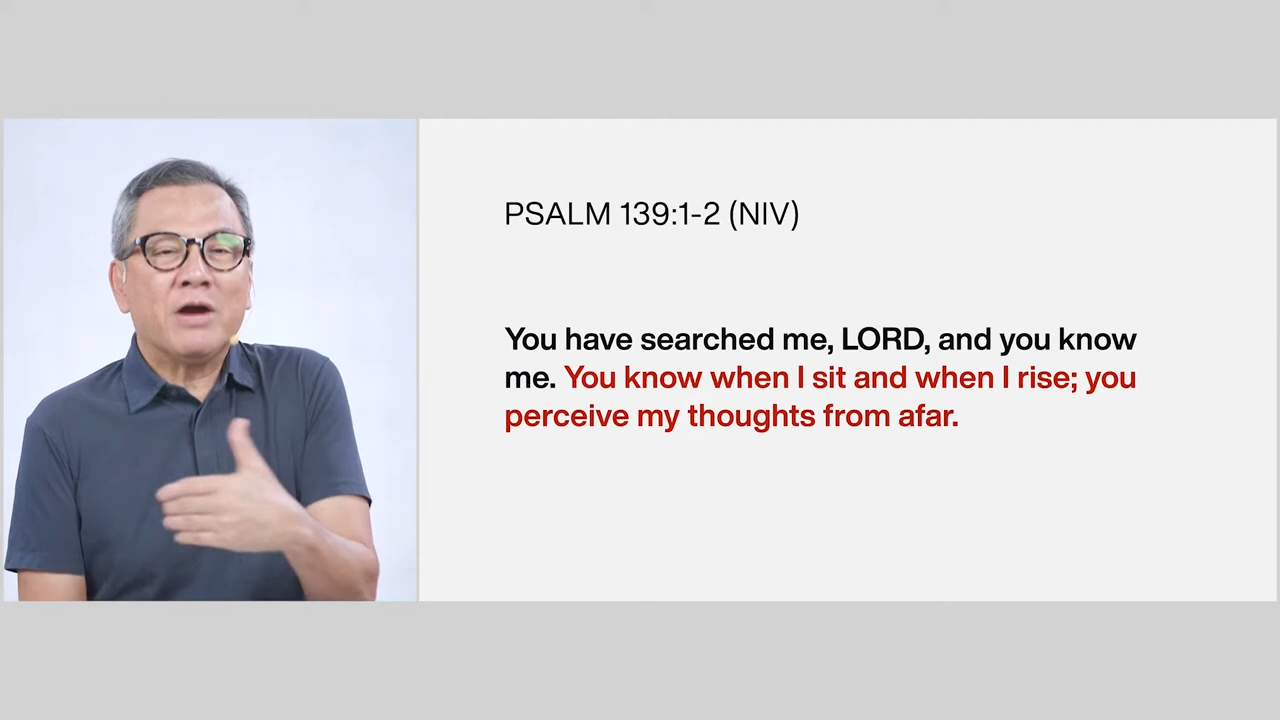 PSALM 139:1-2 (NIV)
You have searched me, LORD, and you know
me. You know when I sit and when I rise; you
perceive my thoughts from afar.